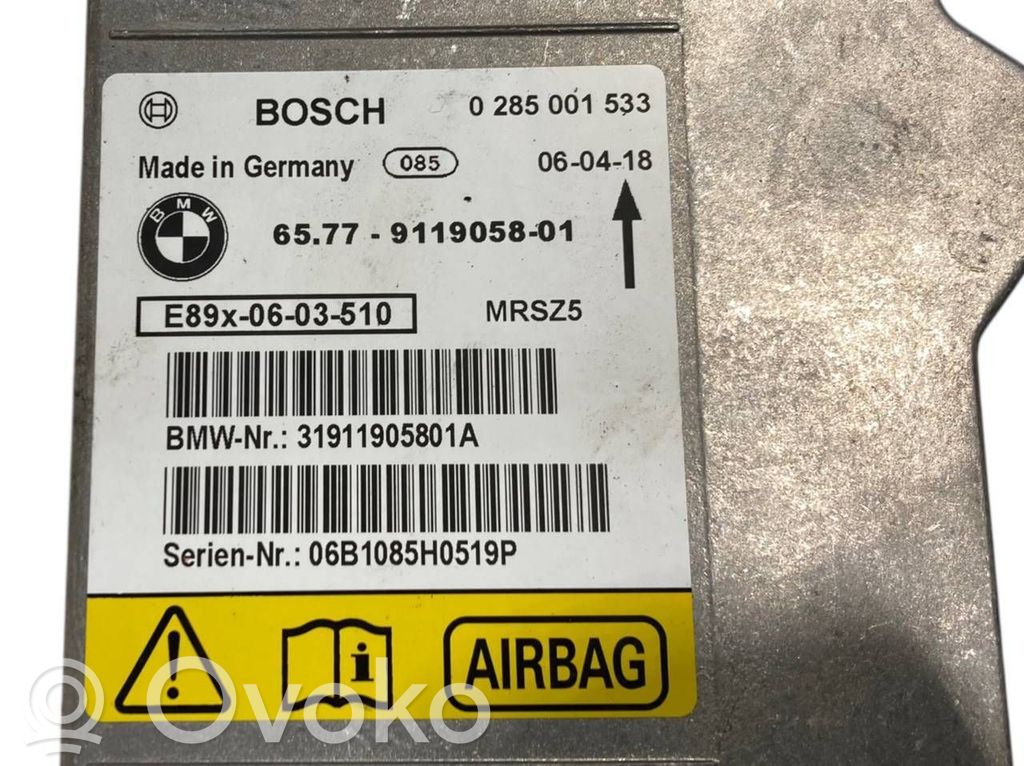 BOSCH 0 285 001 533
Made in Germany 085 06-04-18
BMW
65.77 - 9119058-01
E89x-06-03-510 MRSZ5
BMW-Nr.: 31911905801A
Serien-Nr.: 06B1085H0519P
! i AIRBAG
Ovoko